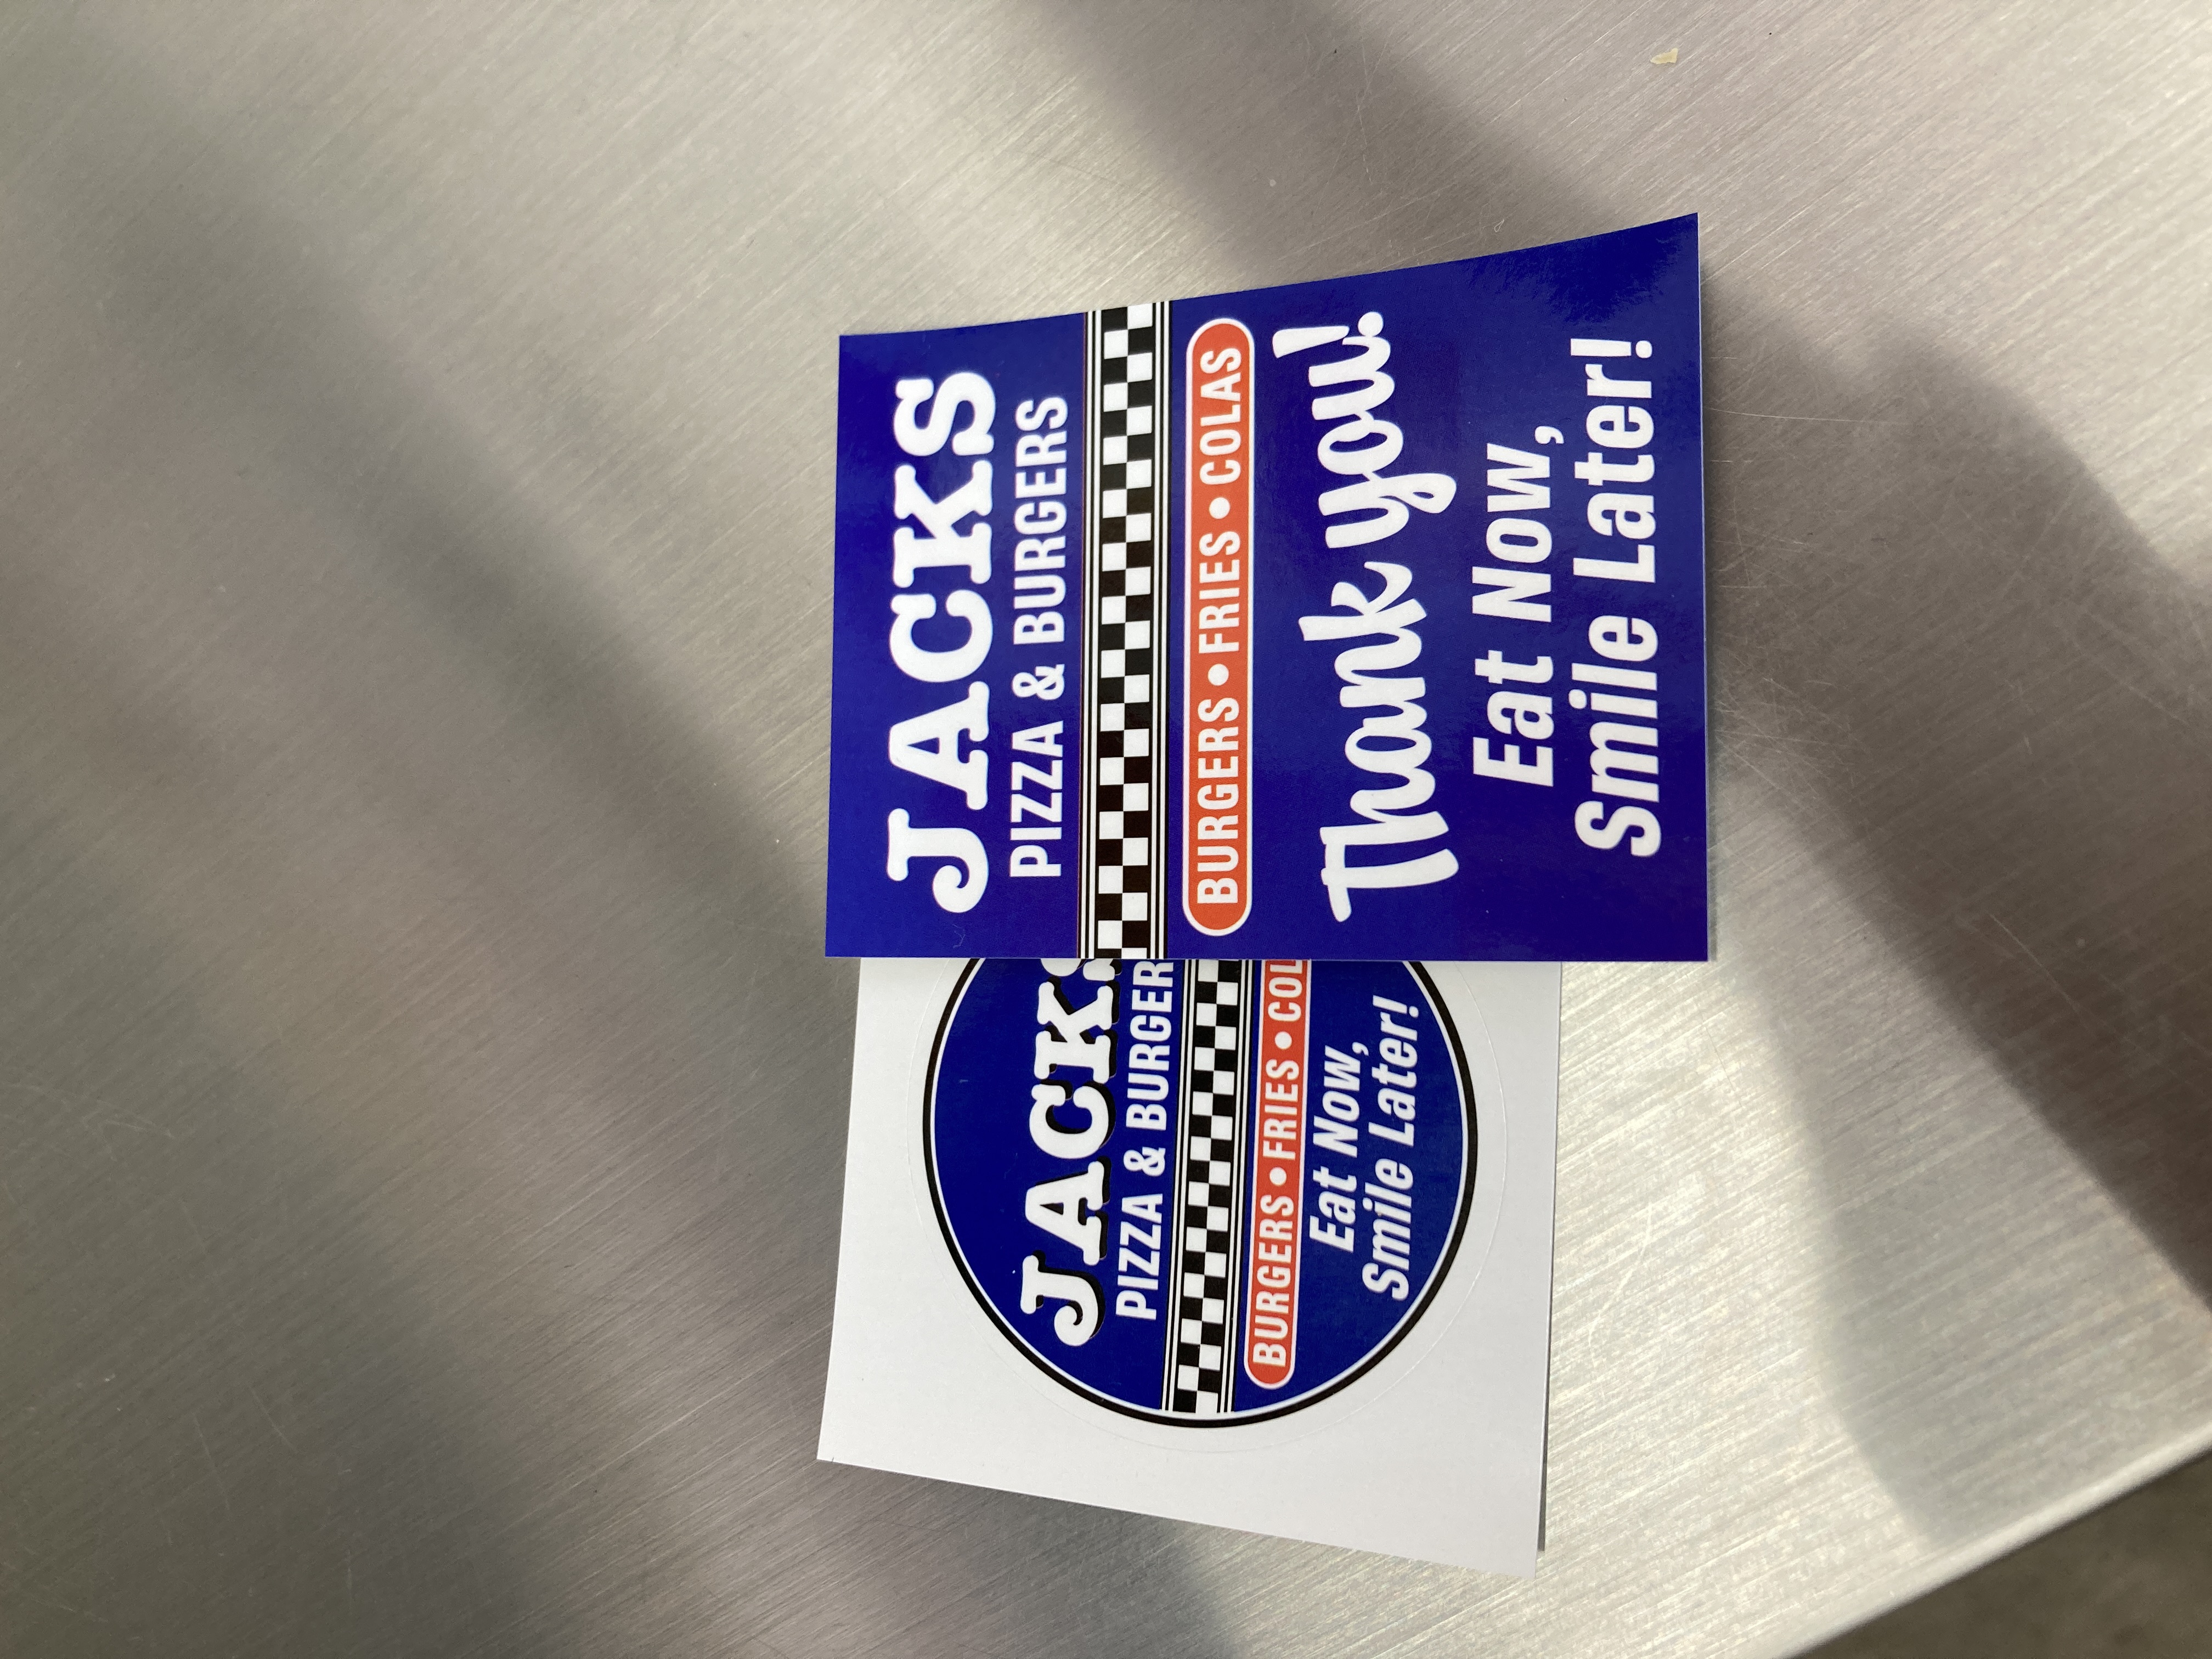 JACKS
PIZZA & BURGERS
BURGERS • FRIES • COLAS
Thank you!
Eat Now,
Smile Later!
JACKS
PIZZA & BURGER
BURGERS • FRIES • COL
Eat Now,
Smile Later!